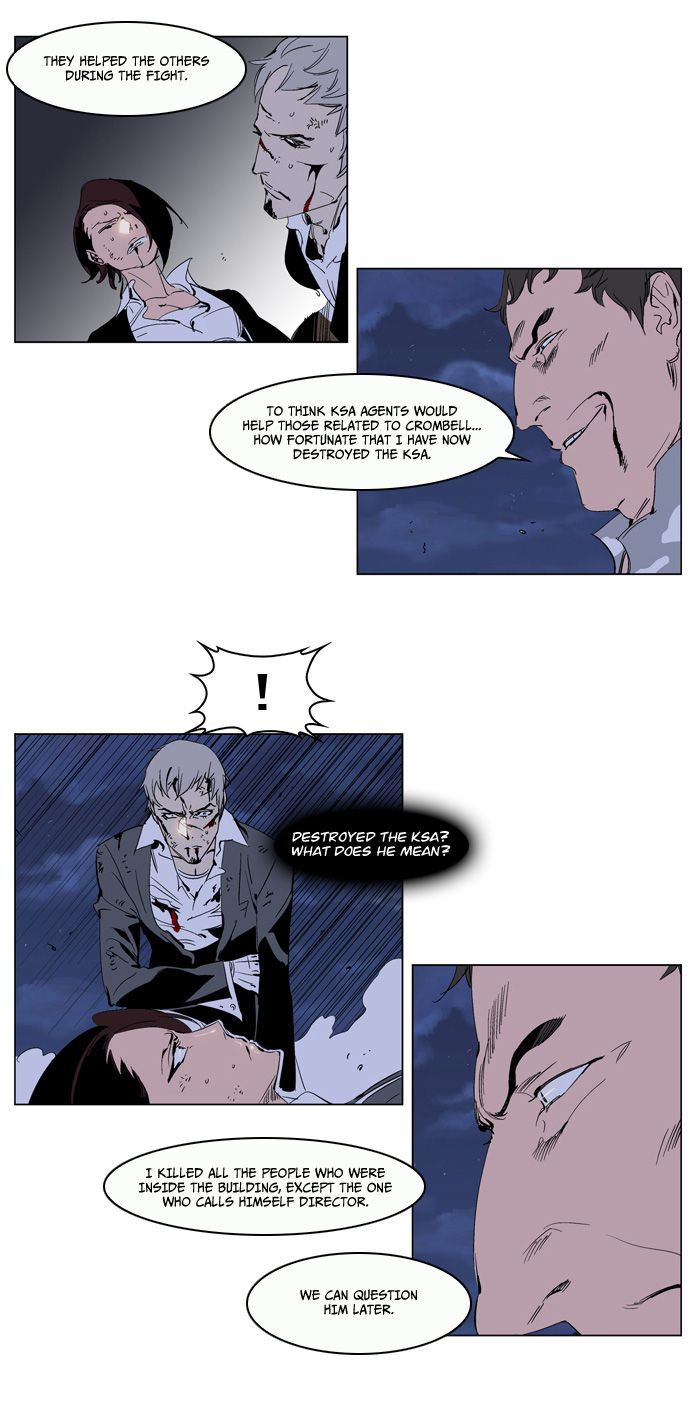 THEY HELPED THE OTHERS
DURING THE FIGHT.
TO THINK KSA AGENTS WOULD
HELP THOSE RELATED TO CROMBELL...
HOW FORTUNATE THAT I HAVE NOW
DESTROYED THE KSA.
!
DESTROYED THE KSA?
WHAT DOES HE MEAN?
I KILLED ALL THE PEOPLE WHO WERE
INSIDE THE BUILDING, EXCEPT THE ONE
WHO CALLS HIMSELF DIRECTOR.
WE CAN QUESTION
HIM LATER.